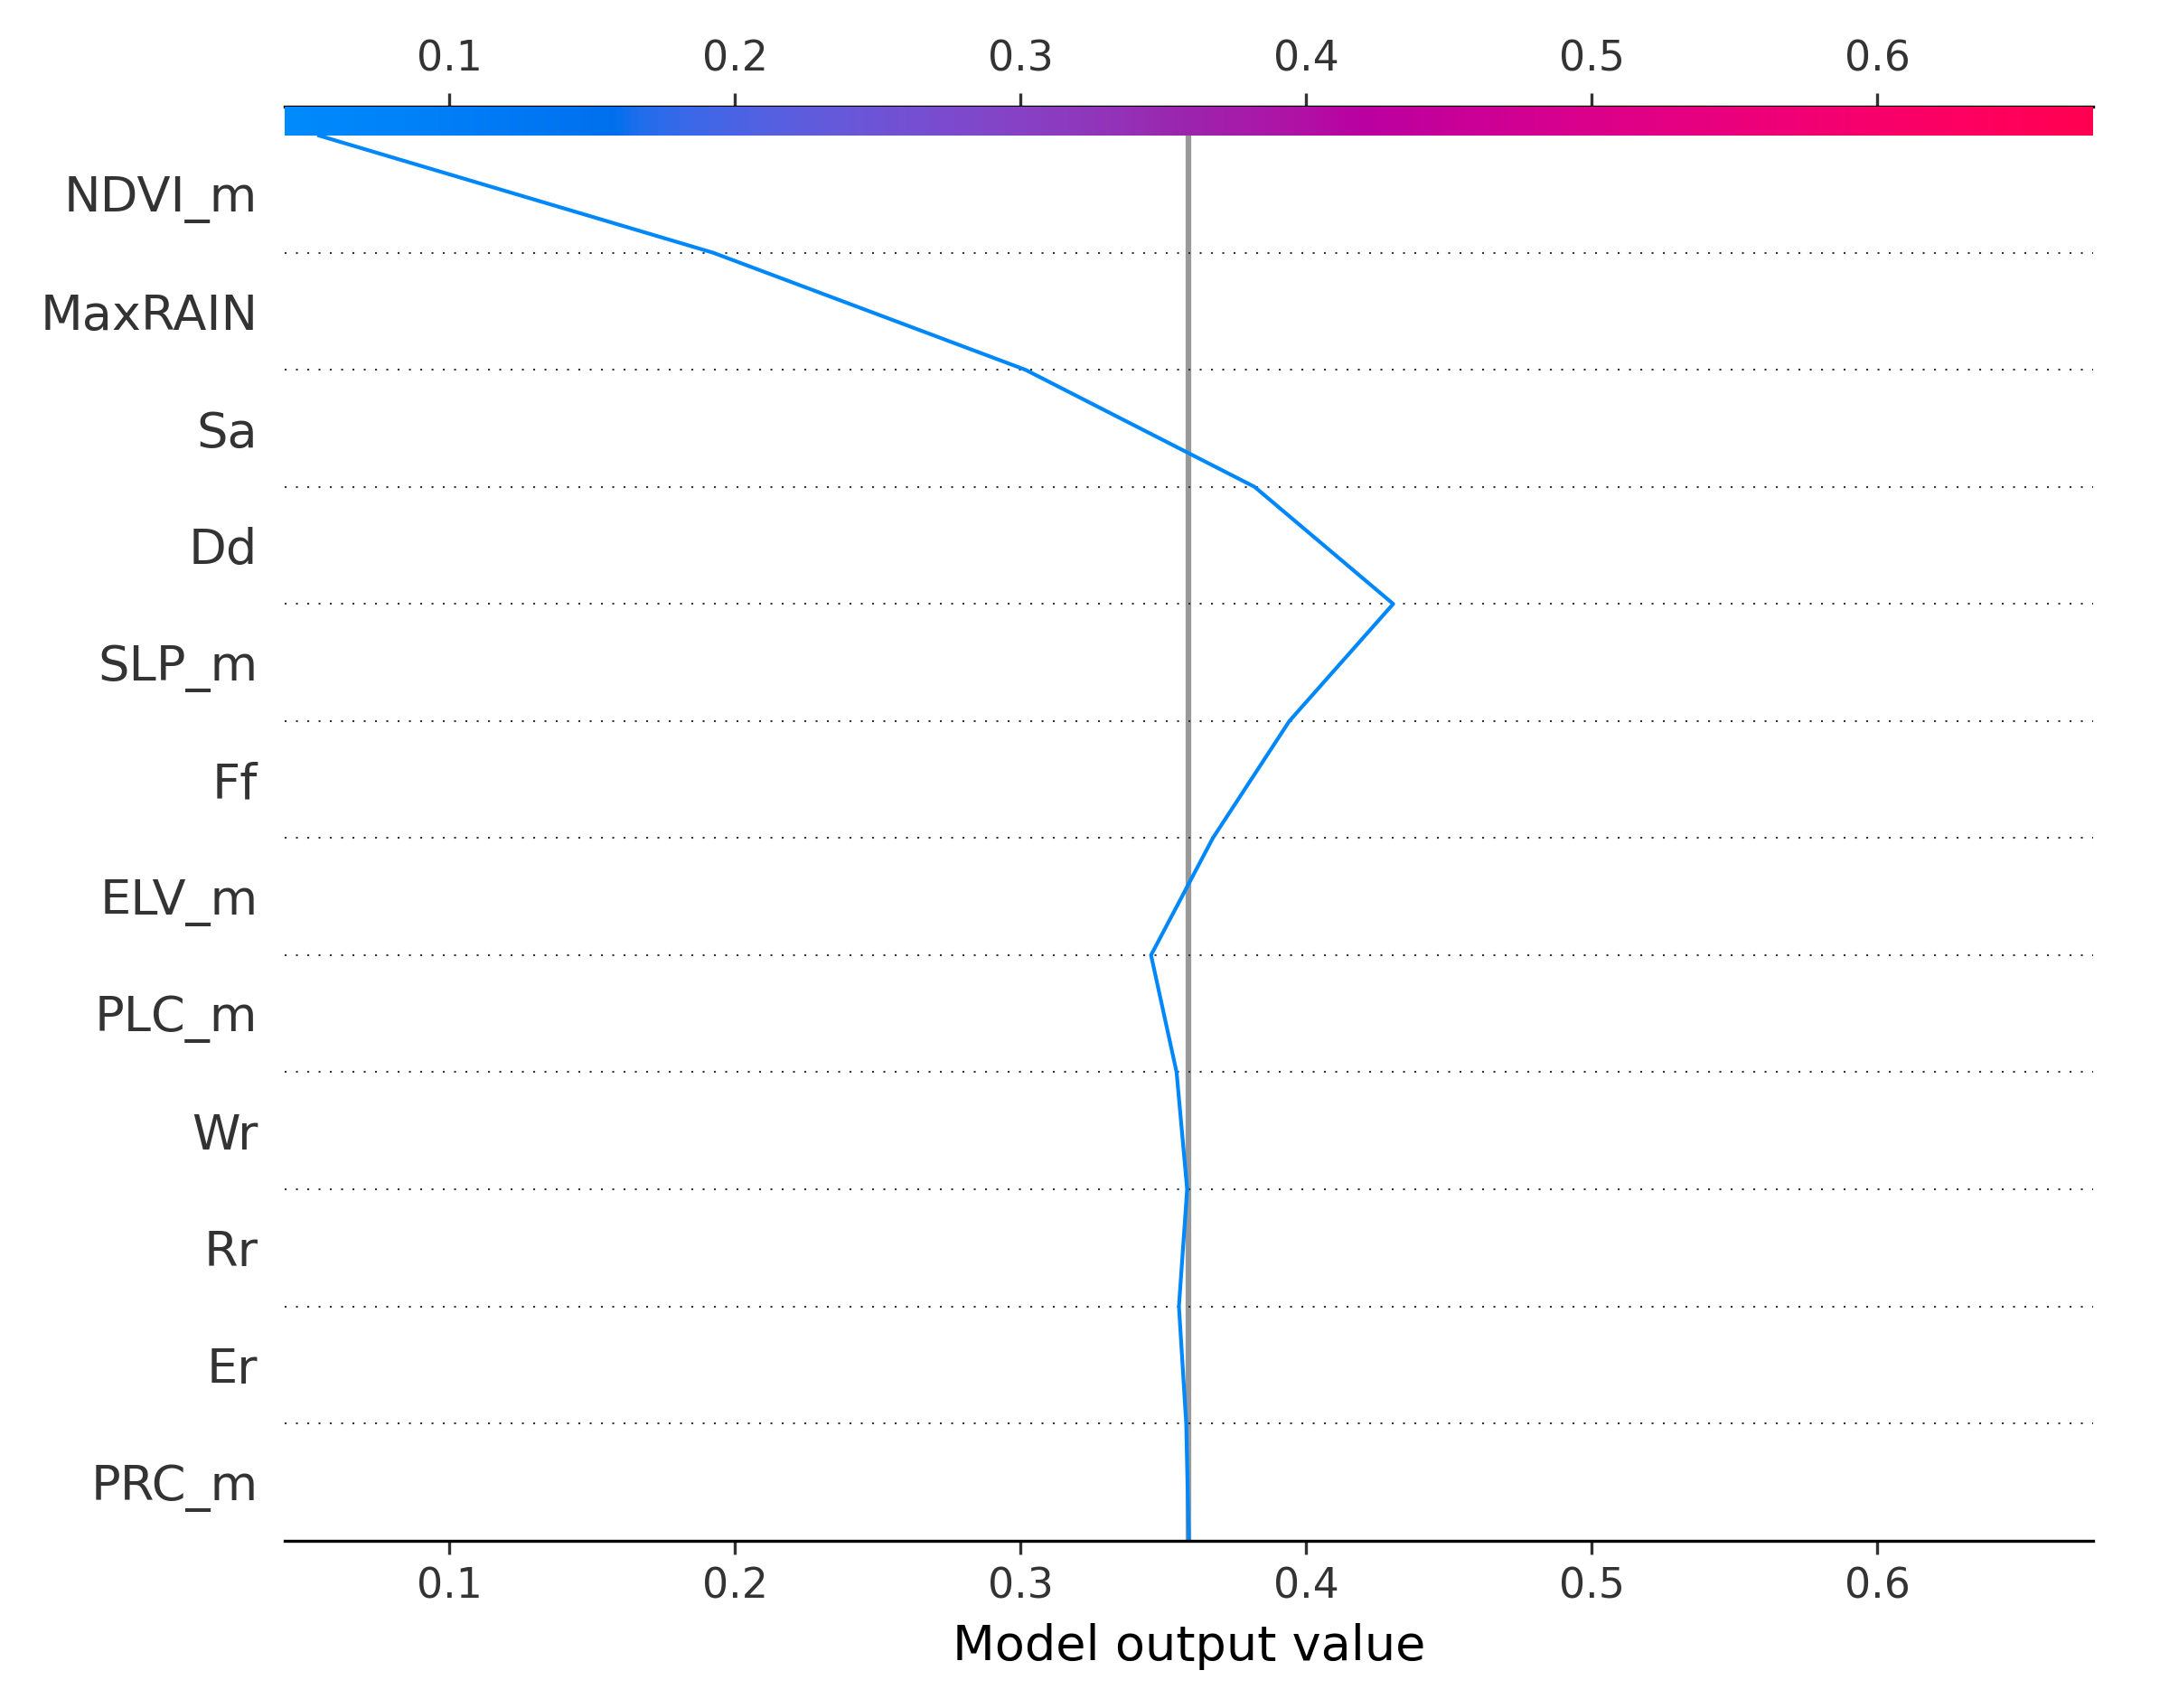 0.1 0.2 0.3 0.4 0.5 0.6
NDVI_m
MaxRAIN
Sa
Dd
SLP_m
Ff
ELV_m
PLC_m
Wr
Rr
Er
PRC_m
0.1 0.2 0.3 0.4 0.5 0.6
Model output value